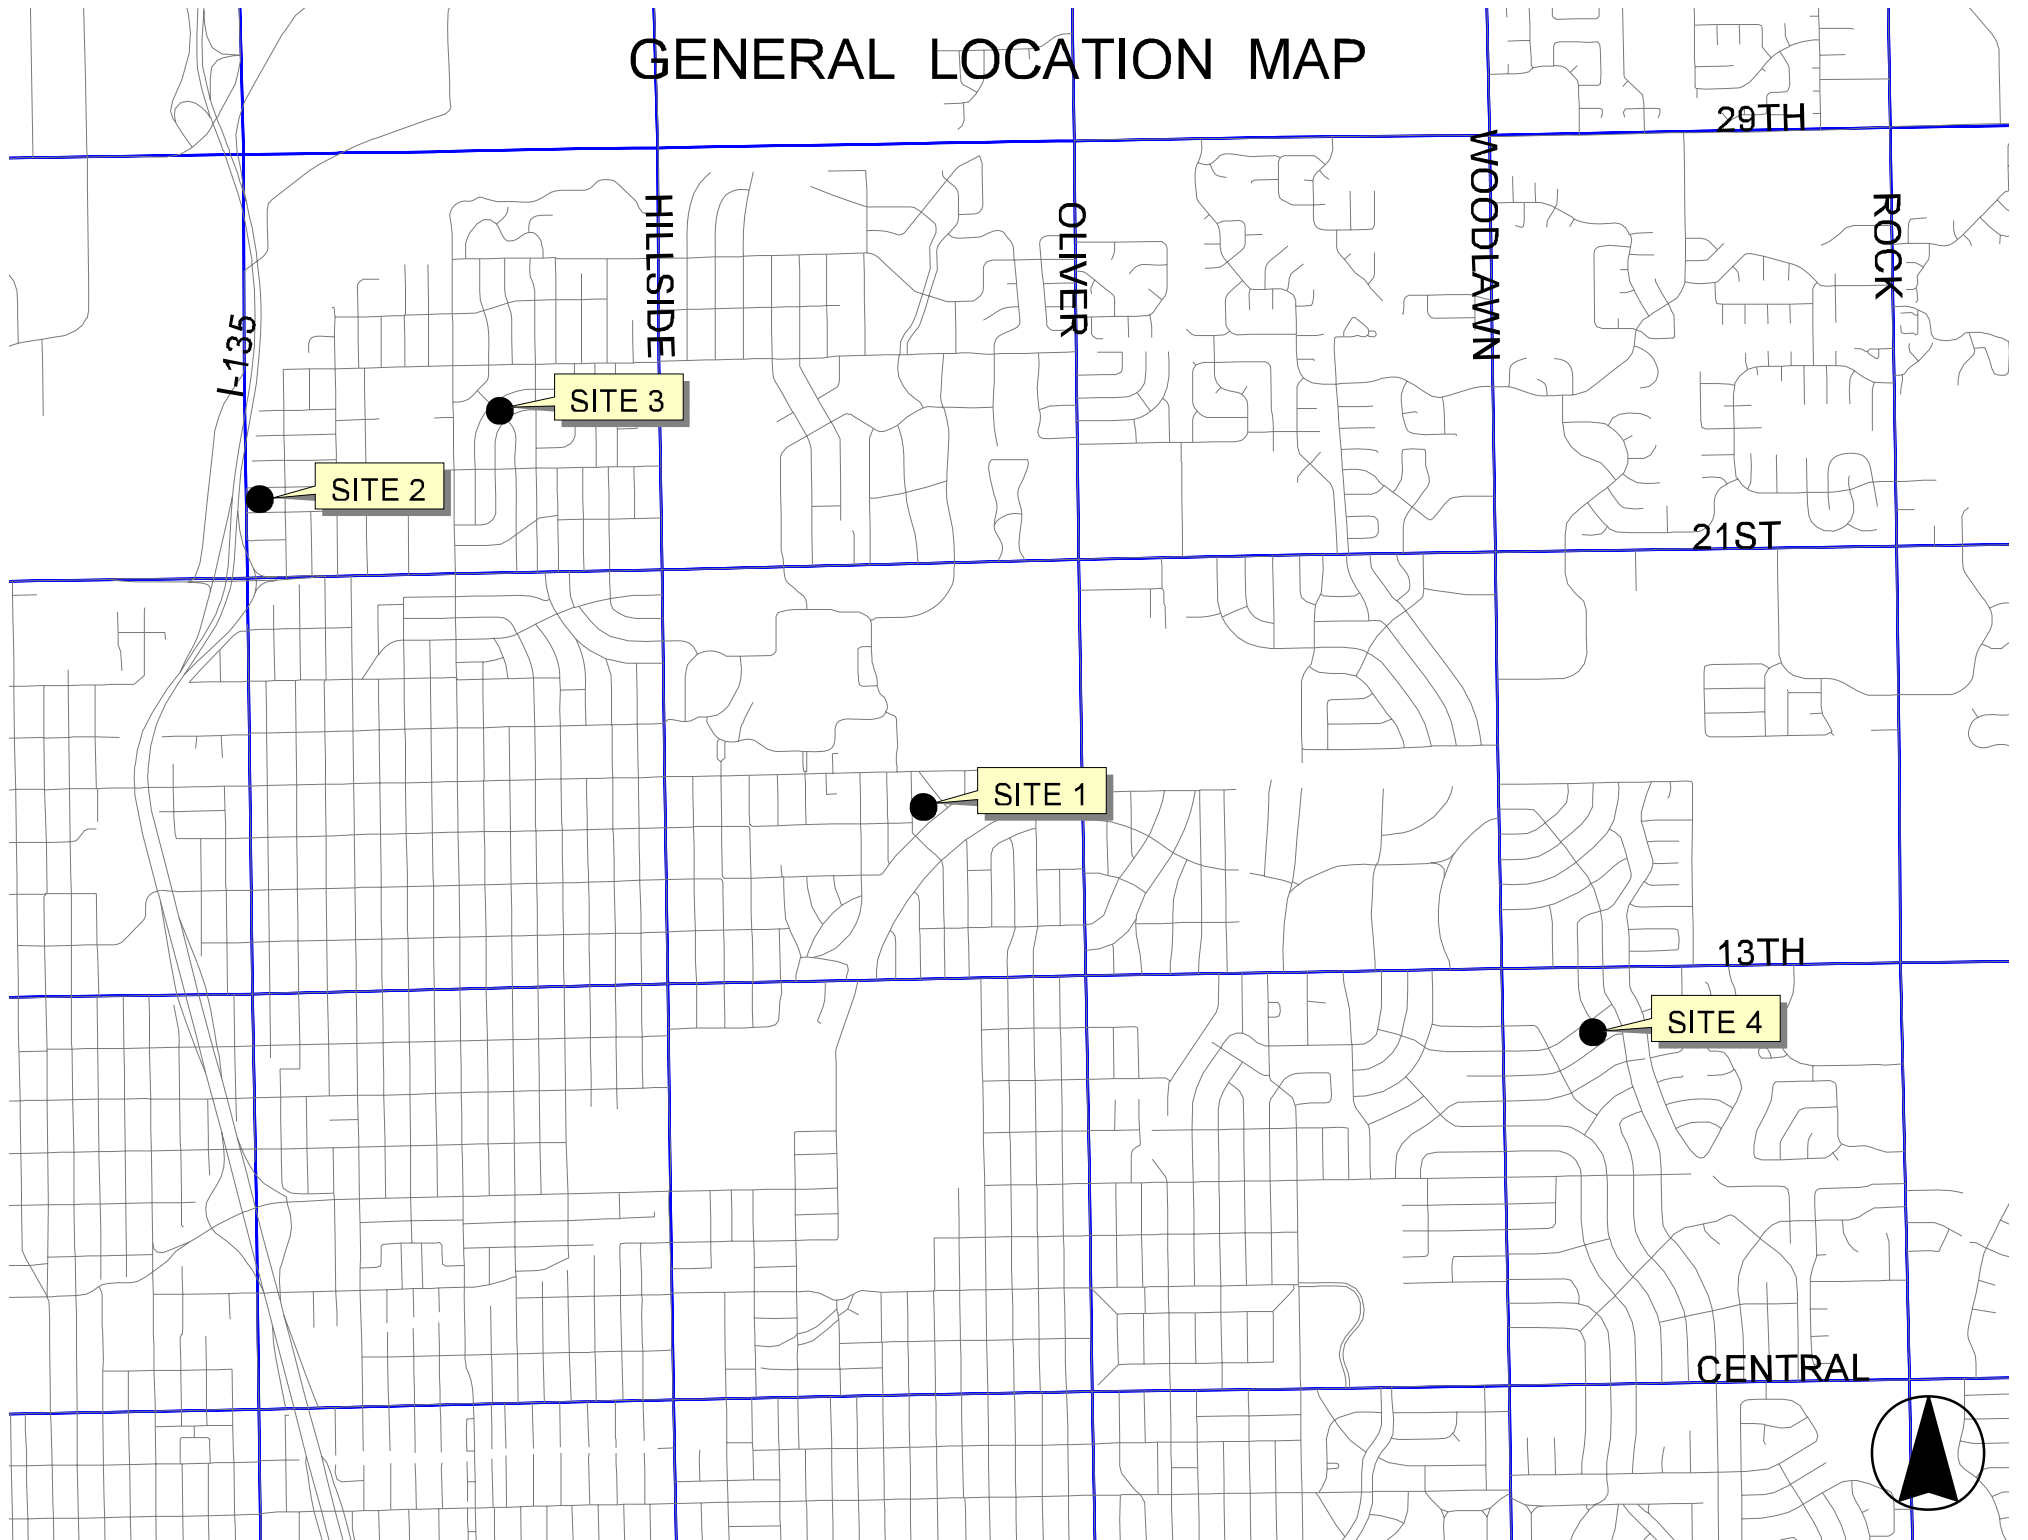 GENERAL LOCATION MAP
29TH
WOODLAWN
HILLSIDE
OLIVER
ROCK
I-135
SITE 3
SITE 2
21ST
SITE 1
13TH
SITE 4
CENTRAL